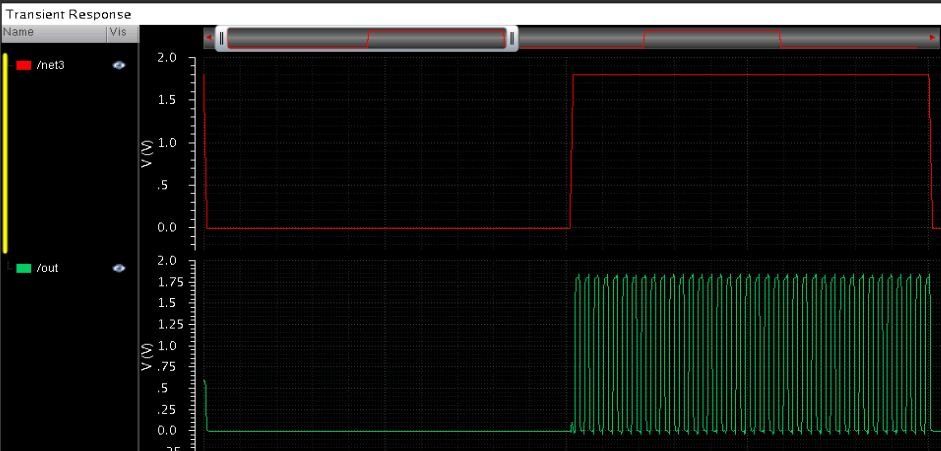 Transient Response
Name Vis
/net3
2.0
1.5
1.0
.5
0.0
V (V)
/out
2.0
1.75
1.5
1.25
1.0
.75
.5
.25
0.0
-.25
V (V)